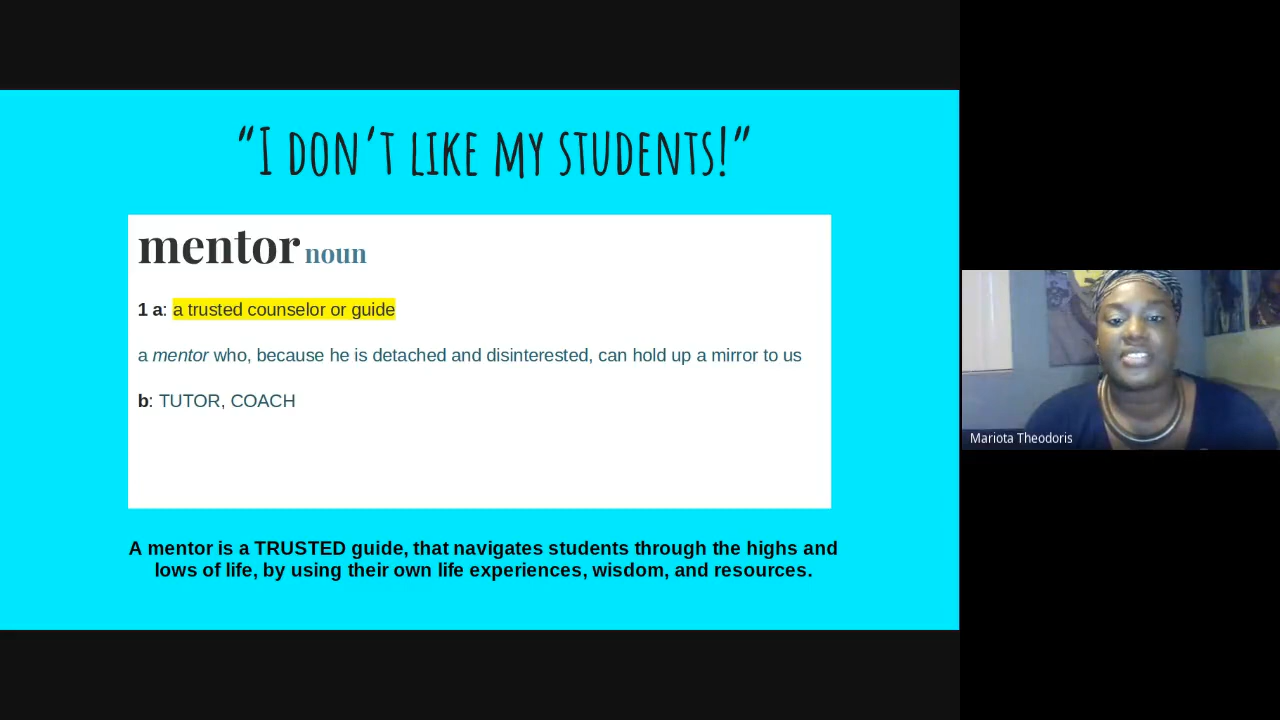 “I DON’T LIKE MY STUDENTS!”
mentor noun
1 a: a trusted counselor or guide
a mentor who, because he is detached and disinterested, can hold up a mirror to us
b: TUTOR, COACH
A mentor is a TRUSTED guide, that navigates students through the highs and
lows of life, by using their own life experiences, wisdom, and resources.
Mariota Theodoris